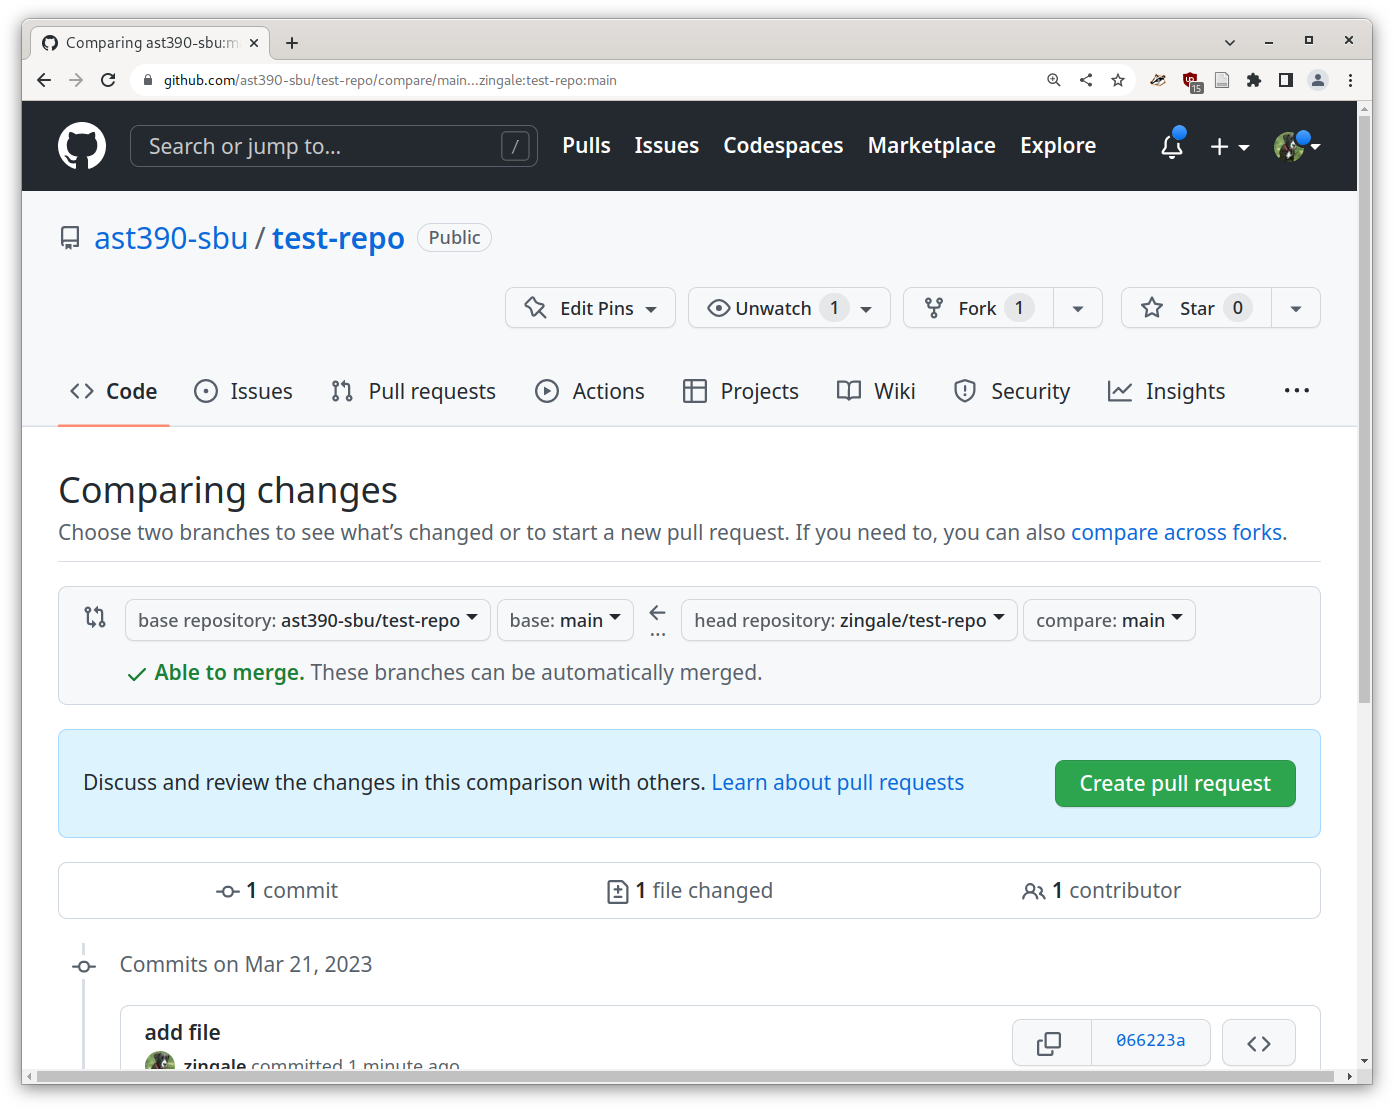 Comparing ast390-sbu:m
github.com/ast390-sbu/test-repo/compare/main...zingale:test-repo:main
15
Search or jump to... / Pulls Issues Codespaces Marketplace Explore
ast390-sbu / test-repo Public
Edit Pins Unwatch 1 Fork 1 Star 0
Code Issues Pull requests Actions Projects Wiki Security Insights
Comparing changes
Choose two branches to see what’s changed or to start a new pull request. If you need to, you can also compare across forks.
base repository: ast390-sbu/test-repo base: main ... head repository: zingale/test-repo compare: main
Able to merge. These branches can be automatically merged.
Discuss and review the changes in this comparison with others. Learn about pull requests Create pull request
1 commit 1 file changed 1 contributor
Commits on Mar 21, 2023
add file 066223a
zingale committed 1 minute ago